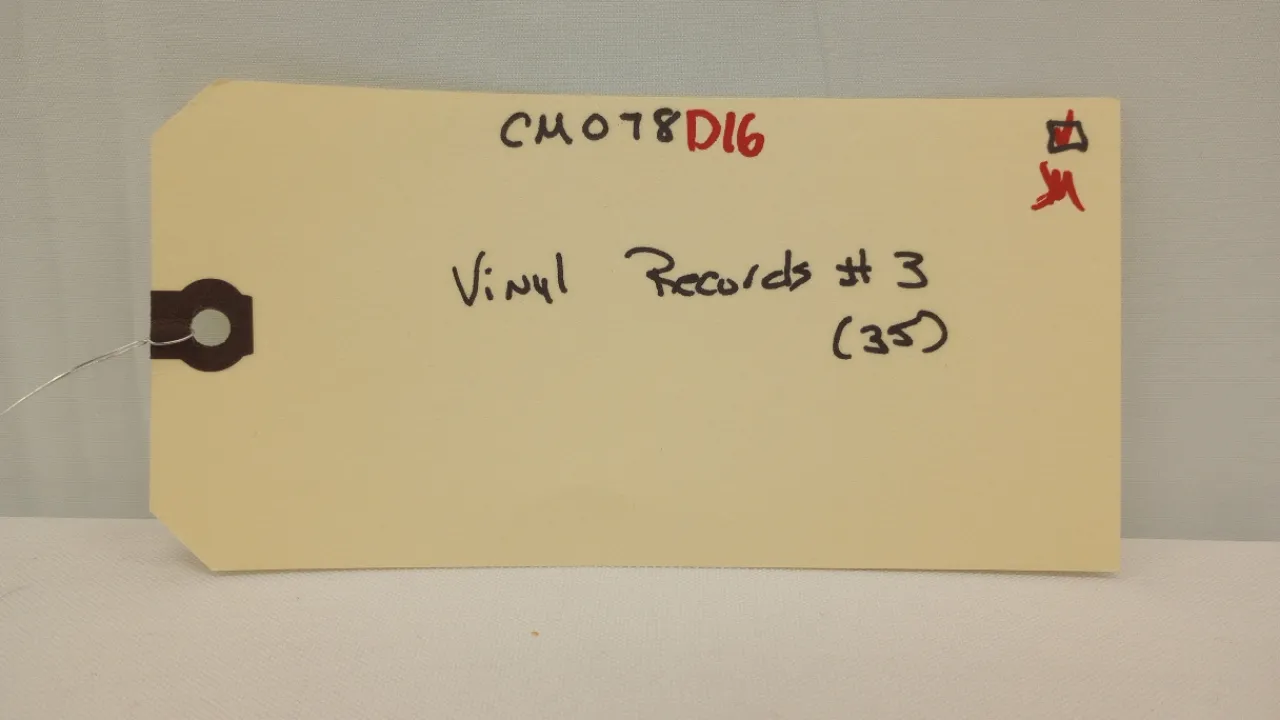 CM078D16
Vinyl Records # 3
(35)